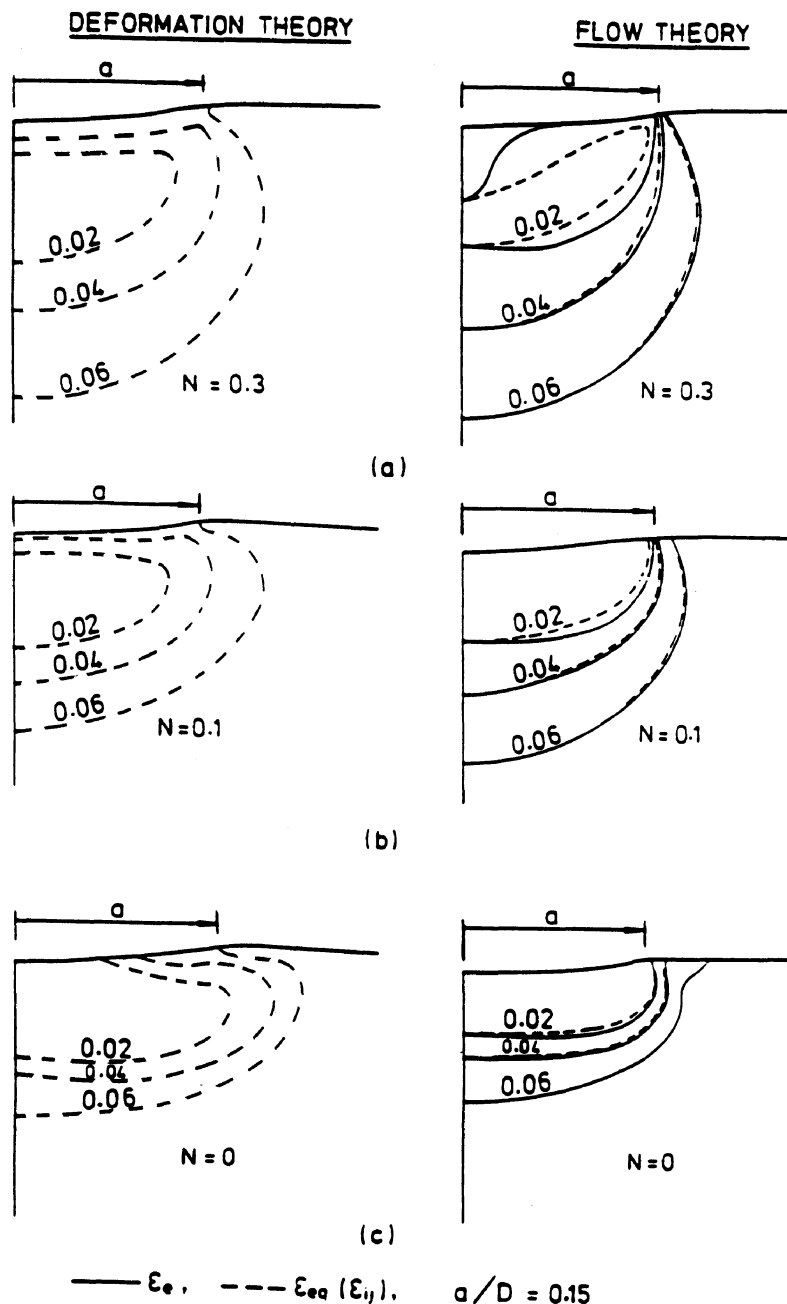 DEFORMATION THEORY
FLOW THEORY
a
a
0.02
0.04
0.06
N = 0.3
0.02
0.04
0.06
N = 0.3
(a)
a
a
0.02
0.04
0.06
N = 0.1
0.02
0.04
0.06
N = 0.1
(b)
a
a
0.02
0.04
0.06
N = 0
0.02
0.04
0.06
N = 0
(c)
—— εe, --- εeq (εij), a/D = 0.15